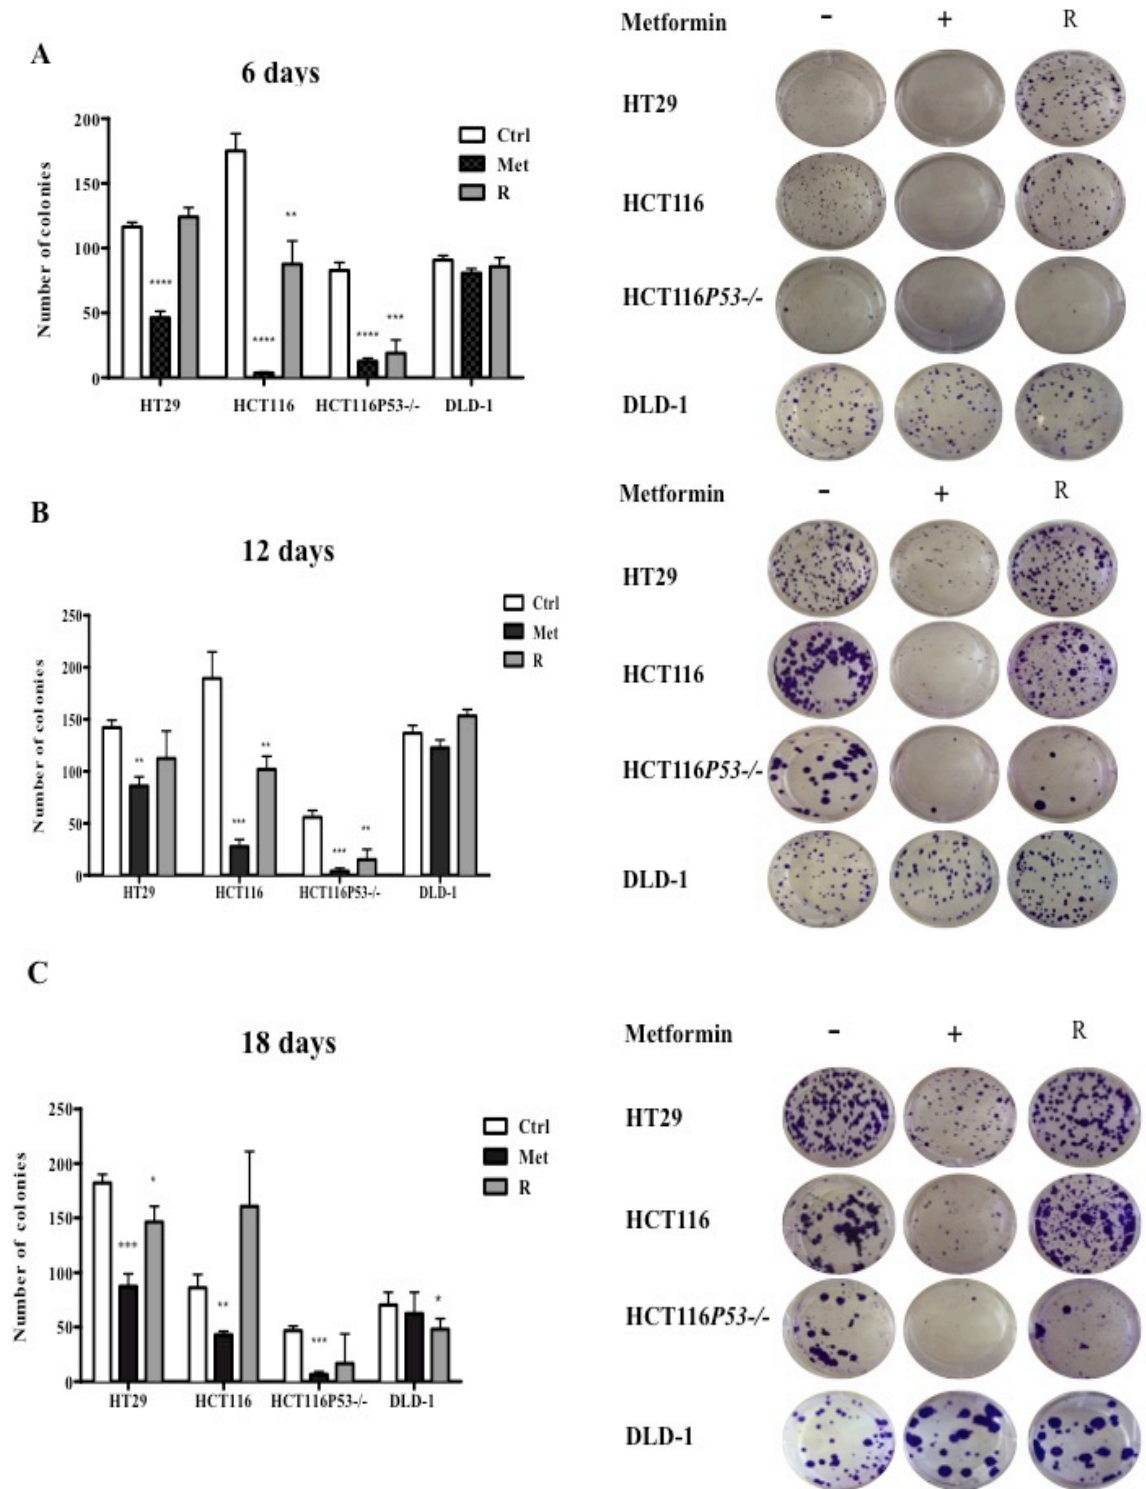 A
6 days
Number of colonies
200
150
100
50
0
Ctrl
Met
R
****
****
**
****
***
HT29
HCT116
HCT116P53-/-
DLD-1
Metformin - + R
HT29
HCT116
HCT116P53-/-
DLD-1
B
12 days
Number of colonies
250
200
150
100
50
0
Ctrl
Met
R
**
***
**
***
**
HT29
HCT116
HCT116P53-/-
DLD-1
Metformin - + R
HT29
HCT116
HCT116P53-/-
DLD-1
C
18 days
Number of colonies
250
200
150
100
50
0
Ctrl
Met
R
***
*
**
***
*
HT29
HCT116
HCT116P53-/-
DLD-1
Metformin - + R
HT29
HCT116
HCT116P53-/-
DLD-1